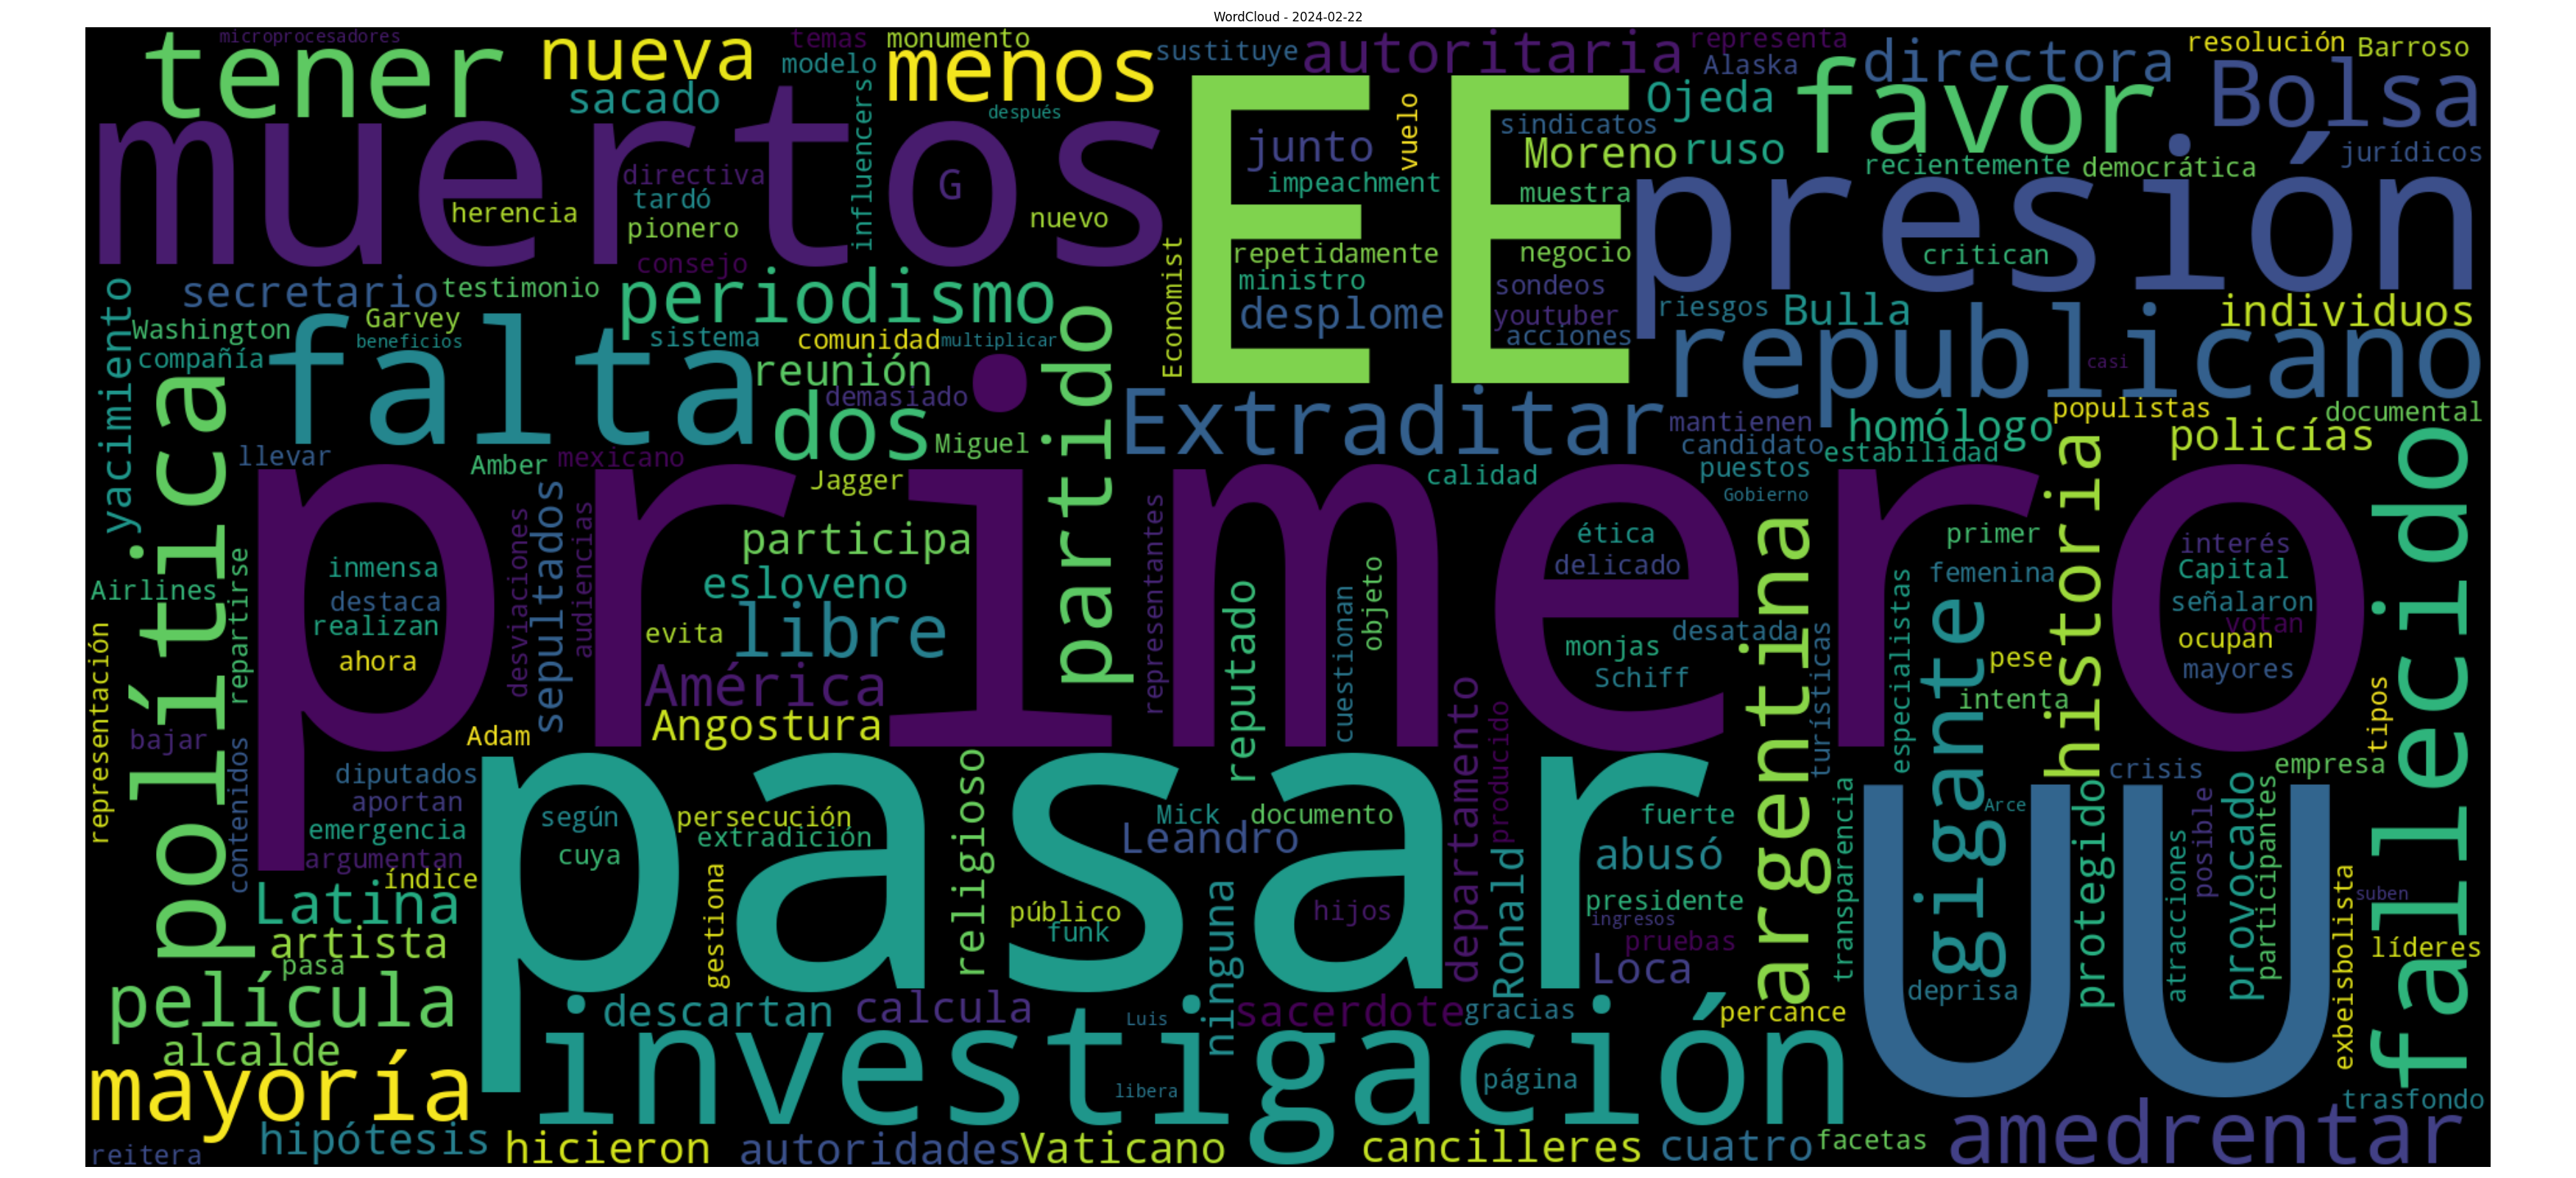 WordCloud - 2024-02-22
microprocesadores
tener
nueva
temas
monumento
modelo
menos
sustituye
autoritaria
representa
Alaska
directora
resolución
Barroso
sacado
influencers
después
muertos
EE
Ojeda
favor
Bolsa
junto
vuelo
sindicatos
Moreno
ruso
recientemente
democrática
jurídicos
directiva
G
impeachment
muestra
presión
herencia
tardó
pionero
nuevo
repetidamente
negocio
critican
consejo
Economist
ministro
sondeos
yacimiento
secretario
testimonio
periodismo
desplome
youtuber
acciones
riesgos
Bulla
individuos
Washington
Garvey
compañía
beneficios
sistema
comunidad
multiplicar
republicano
casi
falta
reunión
partido
demasiado
dos
Miguel
Extraditar
mantienen
candidato
puestos
homólogo
estabilidad
populistas
documental
policías
política
llevar
Amber
mexicano
Jagger
calidad
Gobierno
historia
fallecido
primero
desviaciones
sepultados
audiencias
participa
representantes
ética
delicado
argentina
primer
interés
Capital
Airlines
repartirse
inmensa
destaca
realizan
ahora
esloveno
evita
libre
reputado
cuestionan
objeto
femenina
señalaron
votan
ocupan
mayores
monjas
desatada
Schiff
turísticas
especialistas
gigante
pese
intenta
América
Angostura
representación
bajar
contenidos
Adam
departamento
producido
tipos
diputados
aportan
emergencia
argumentan
índice
pasar
según
cuya
persecución
extradición
religioso
Mick
documento
Leandro
fuerte
abusó
transparencia
UU
Arce
protegido
crisis
posible
provocado
participantes
empresa
atracciones
Latina
artista
pasa
gestiona
público
funk
ninguna
hijos
Ronald
presidente
ingresos
pruebas
Loca
deprisa
exbeisbolista
suben
líderes
película
descartan
calcula
Luis
sacerdote
gracias
percance
alcalde
mayoría
investigación
libera
página
trasfondo
reitera
hipótesis
hicieron
autoridades
Vaticano
cancilleres
cuatro
facetas
amedrentar